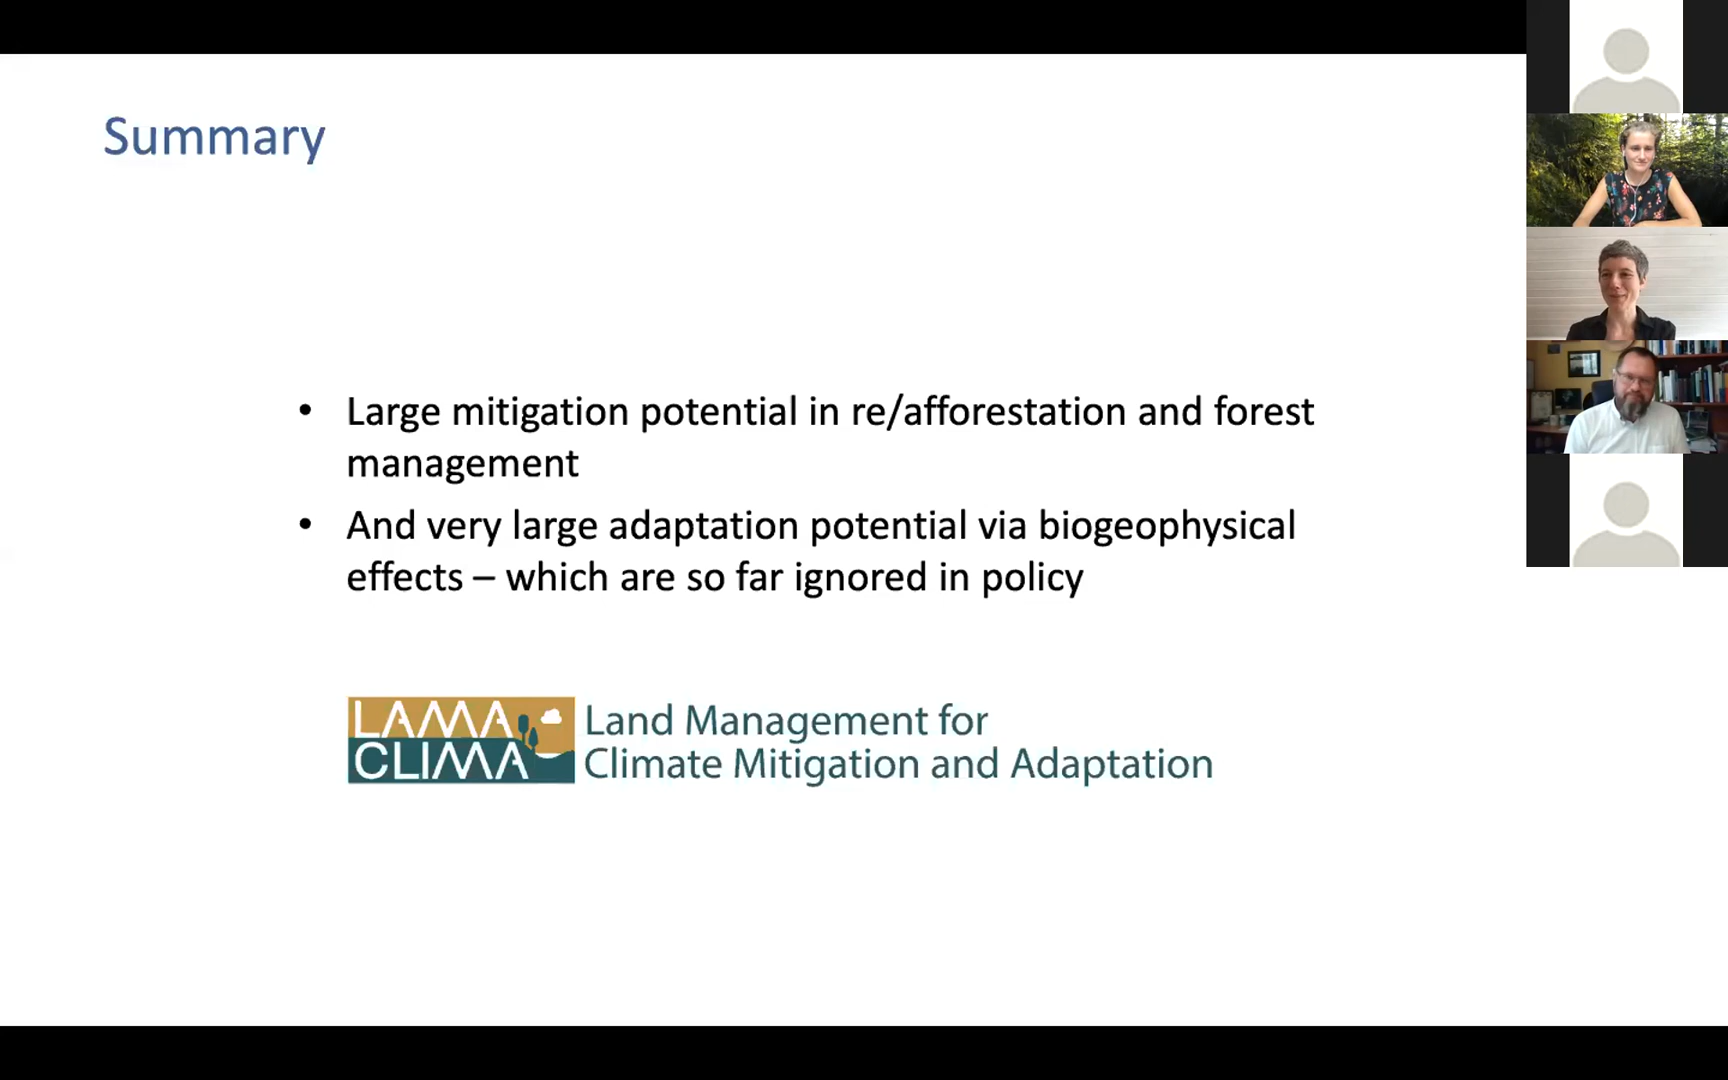 Summary
• Large mitigation potential in re/afforestation and forest
management
• And very large adaptation potential via biogeophysical
effects – which are so far ignored in policy
LAMA
CLIMA
Land Management for
Climate Mitigation and Adaptation